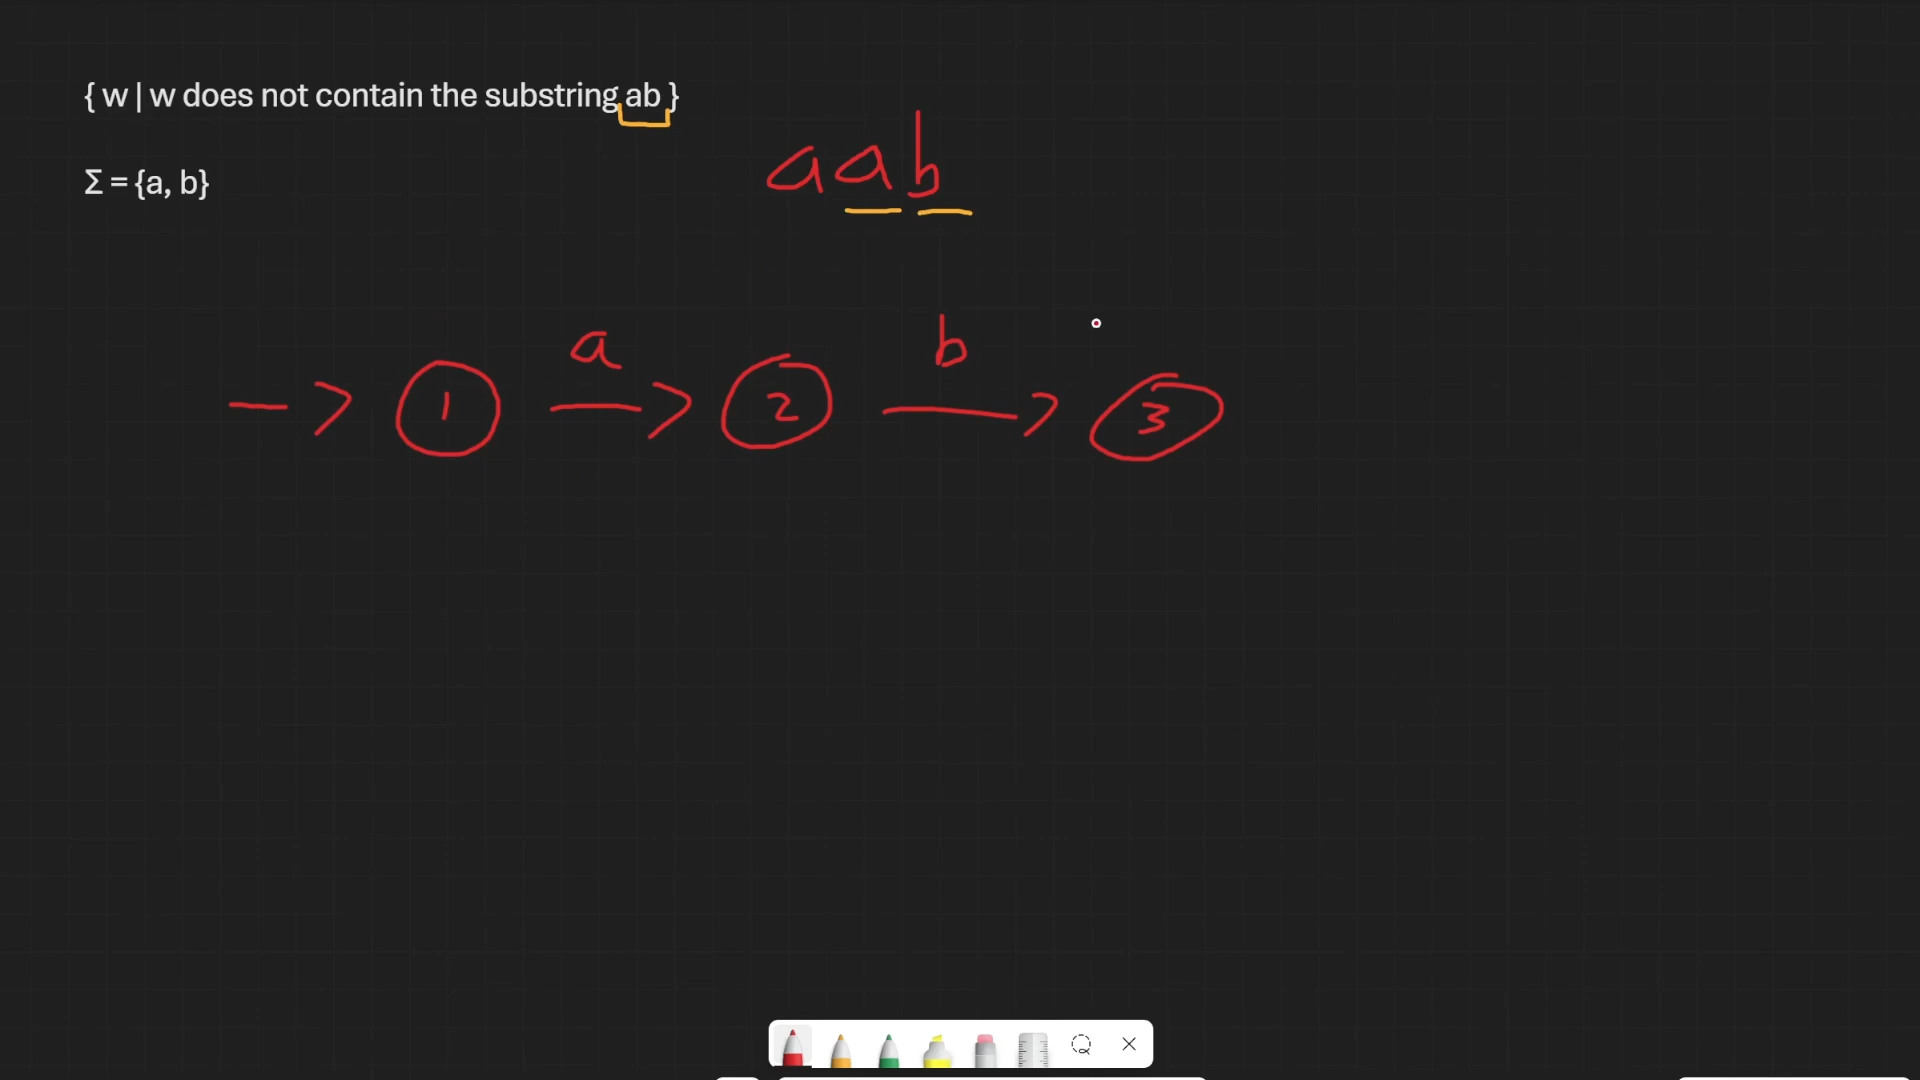 { w | w does not contain the substring ab }
Σ = {a, b}
aab
a b
1 2 3